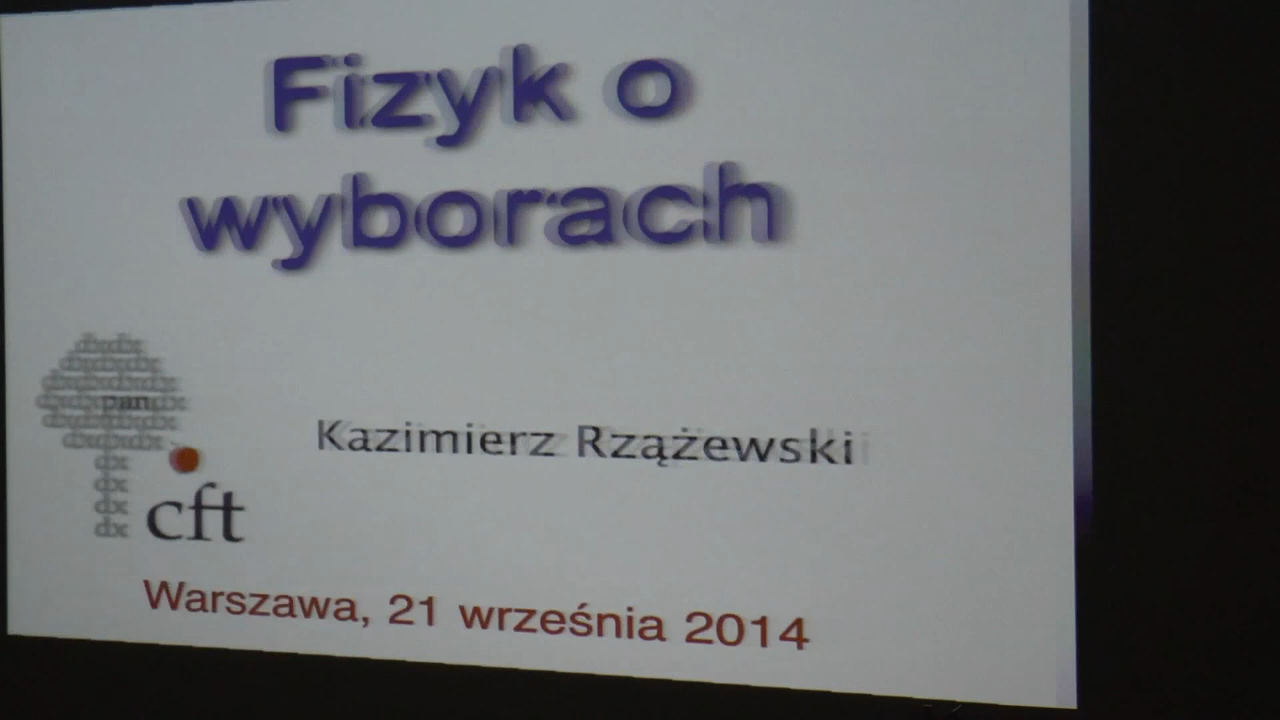 Fizyk o
wyborach
pan
Kazimierz Rzążewski
cft
Warszawa, 21 września 2014